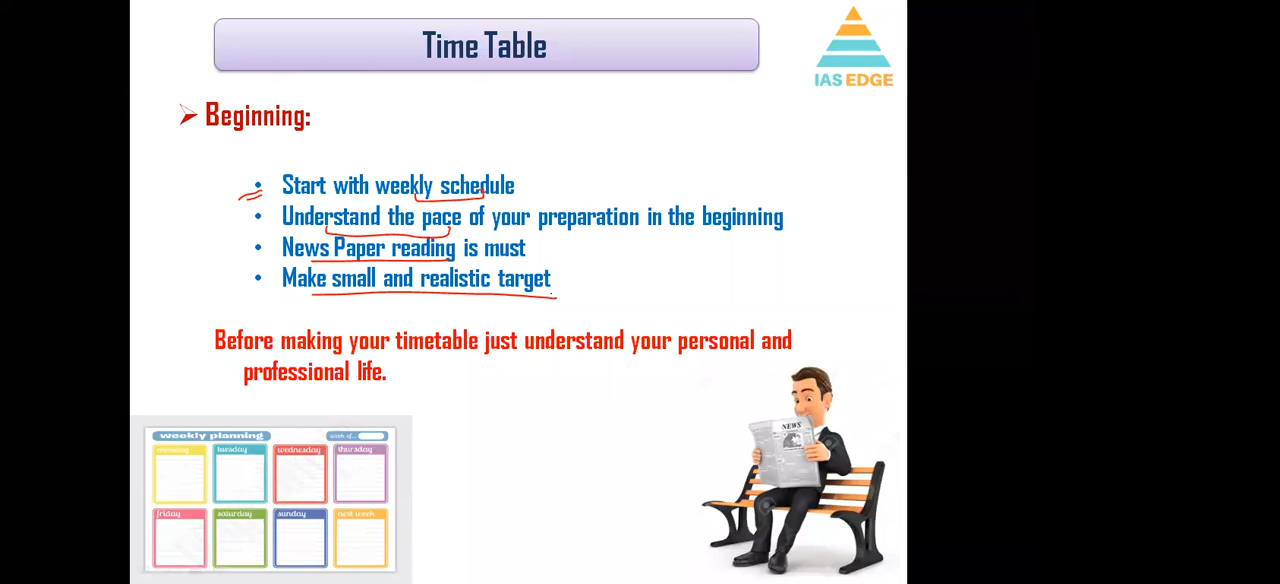 Time Table
IAS EDGE
Beginning:
Start with weekly schedule
Understand the pace of your preparation in the beginning
News Paper reading is must
Make small and realistic target
Before making your timetable just understand your personal and
professional life.
weekly planning
week of...
monday
tuesday
wednesday
thursday
friday
saturday
sunday
next week
NEWS